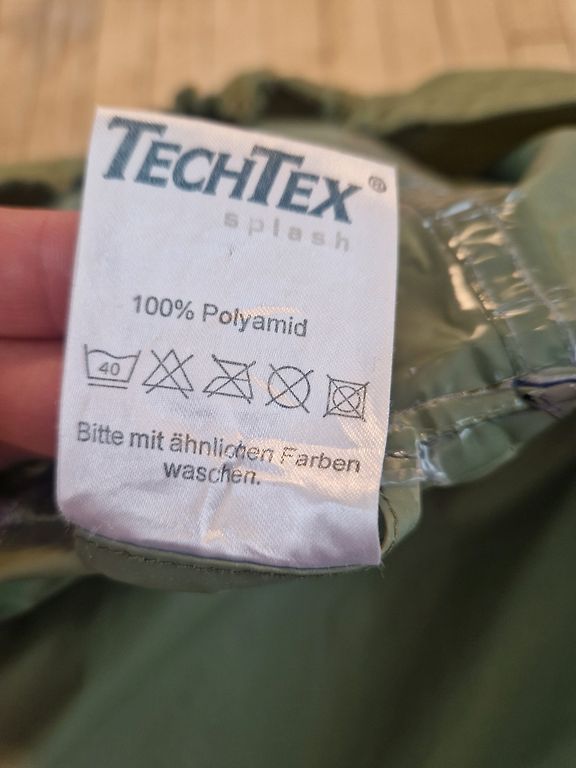 TECHTEX®
splash
100% Polyamid
40
Bitte mit ähnlichen Farben
waschen.